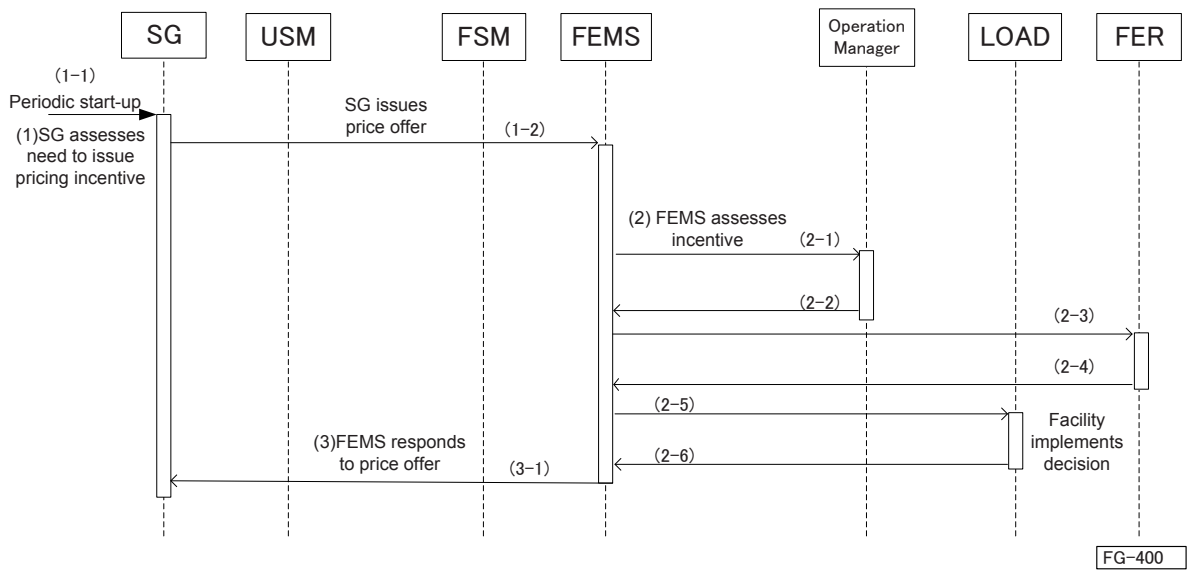 SG
USM
FSM
FEMS
Operation
Manager
LOAD
FER
(1-1)
Periodic start-up
(1)SG assesses
need to issue
pricing incentive
SG issues
price offer
(1-2)
(2) FEMS assesses
incentive
(2-1)
(2-2)
(2-3)
(2-4)
(2-5)
Facility
implements
decision
(2-6)
(3)FEMS responds
to price offer
(3-1)
FG-400